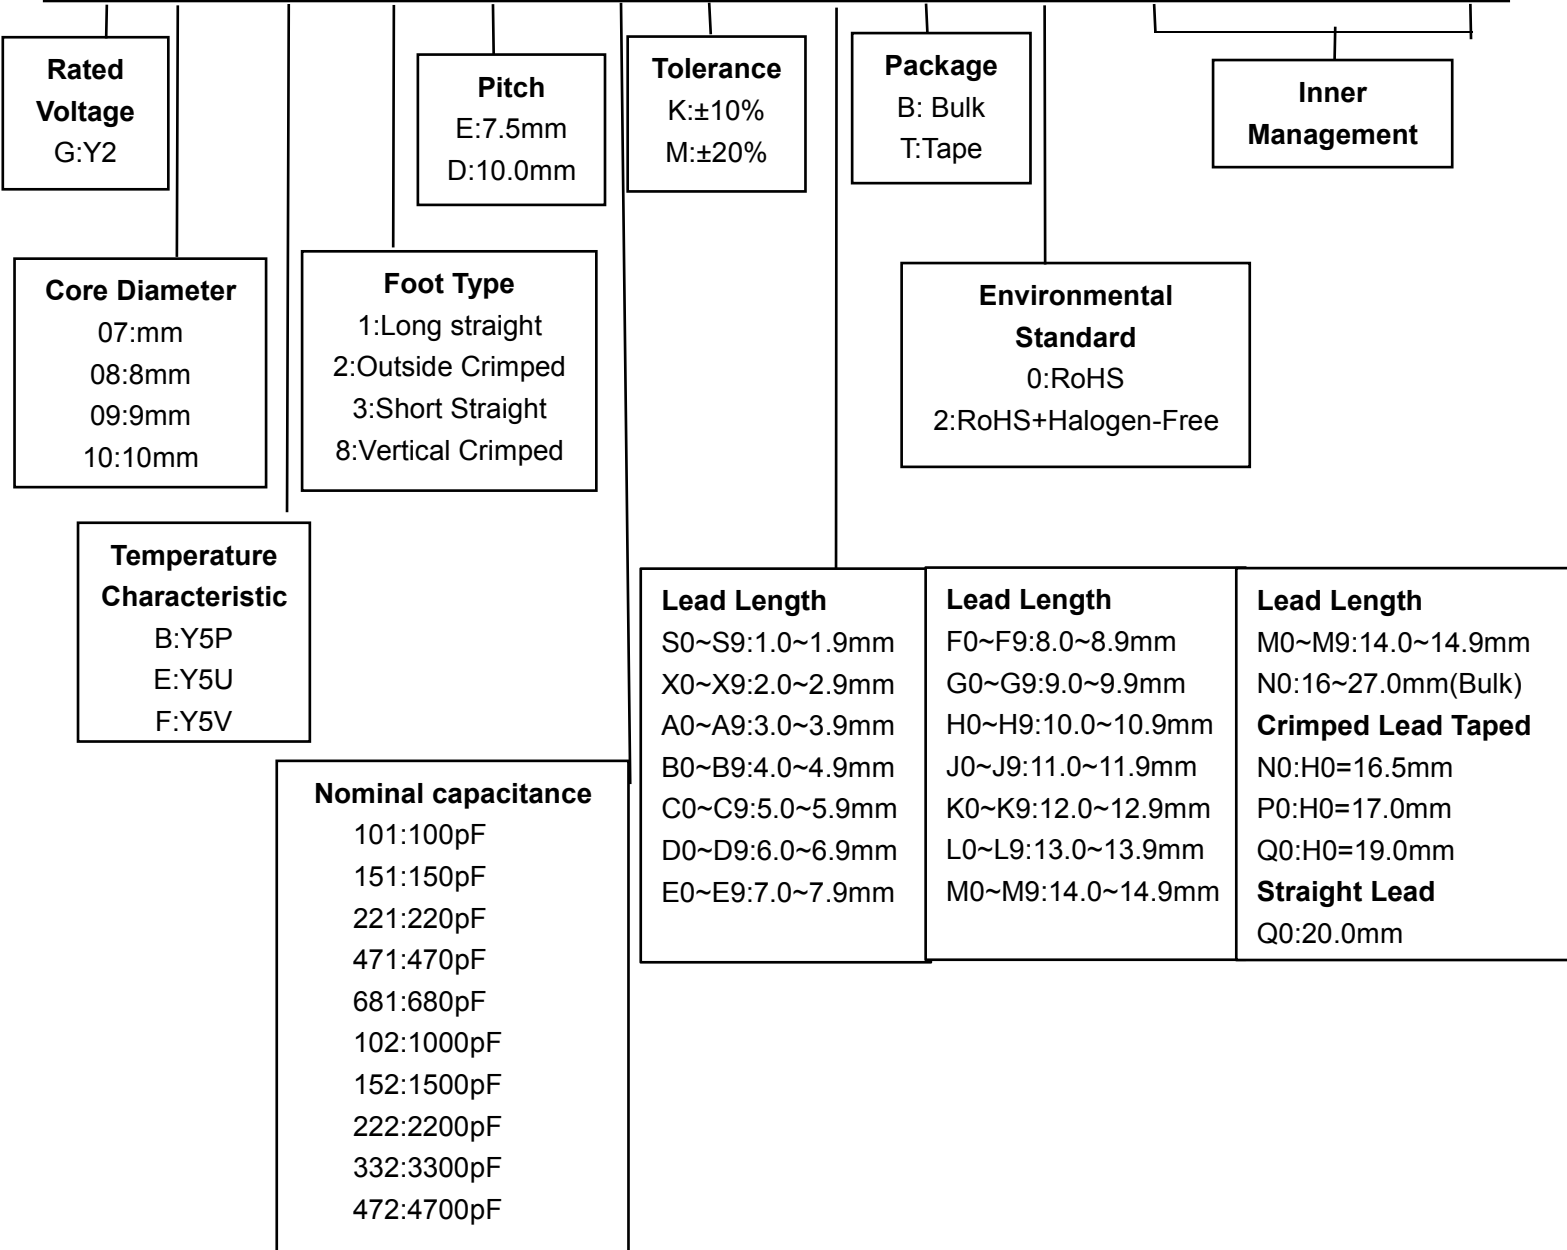 Rated
Voltage
G:Y2
Pitch
E:7.5mm
D:10.0mm
Tolerance
K:±10%
M:±20%
Package
B: Bulk
T:Tape
Inner
Management
Core Diameter
07:mm
08:8mm
09:9mm
10:10mm
Foot Type
1:Long straight
2:Outside Crimped
3:Short Straight
8:Vertical Crimped
Environmental
Standard
0:RoHS
2:RoHS+Halogen-Free
Temperature
Characteristic
B:Y5P
E:Y5U
F:Y5V
Nominal capacitance
101:100pF
151:150pF
221:220pF
471:470pF
681:680pF
102:1000pF
152:1500pF
222:2200pF
332:3300pF
472:4700pF
Lead Length
S0~S9:1.0~1.9mm
X0~X9:2.0~2.9mm
A0~A9:3.0~3.9mm
B0~B9:4.0~4.9mm
C0~C9:5.0~5.9mm
D0~D9:6.0~6.9mm
E0~E9:7.0~7.9mm
Lead Length
F0~F9:8.0~8.9mm
G0~G9:9.0~9.9mm
H0~H9:10.0~10.9mm
J0~J9:11.0~11.9mm
K0~K9:12.0~12.9mm
L0~L9:13.0~13.9mm
M0~M9:14.0~14.9mm
Lead Length
M0~M9:14.0~14.9mm
N0:16~27.0mm(Bulk)
Crimped Lead Taped
N0:H0=16.5mm
P0:H0=17.0mm
Q0:H0=19.0mm
Straight Lead
Q0:20.0mm